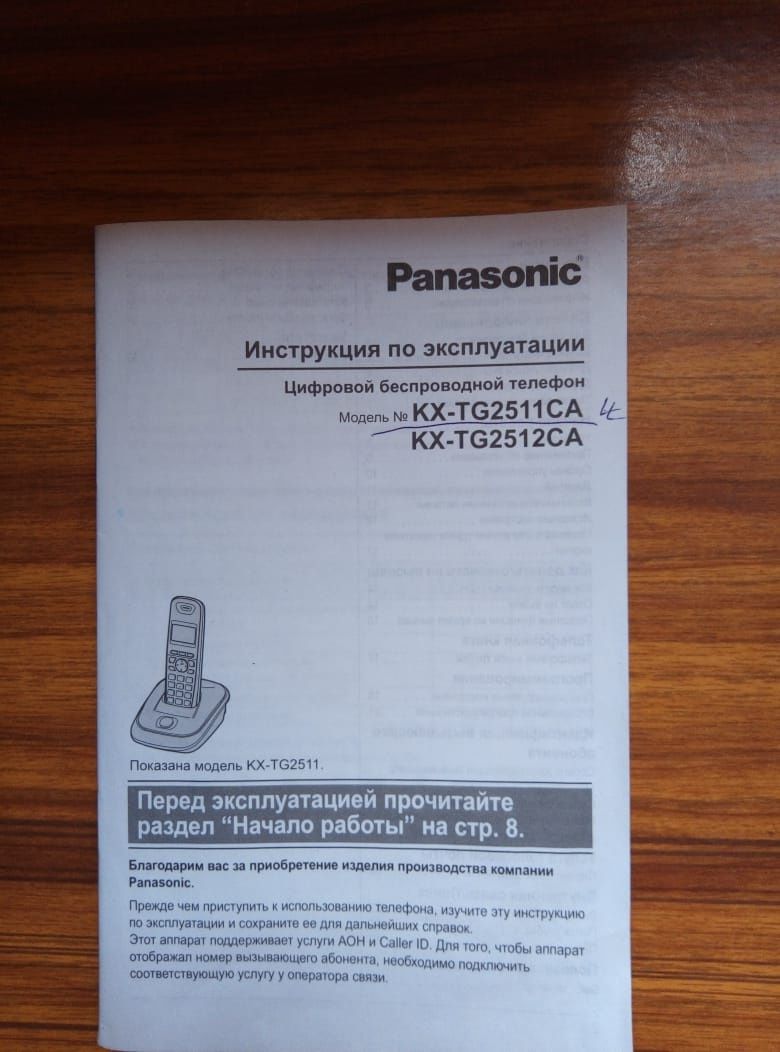 Panasonic®
Инструкция по эксплуатации
Цифровой беспроводной телефон
Модель № KX-TG2511CA
KX-TG2512CA
Показана модель KX-TG2511.
Перед эксплуатацией прочитайте
раздел “Начало работы” на стр. 8.
Благодарим вас за приобретение изделия производства компании
Panasonic.
Прежде чем приступить к использованию телефона, изучите эту инструкцию
по эксплуатации и сохраните ее для дальнейших справок.
Этот аппарат поддерживает услуги АОН и Caller ID. Для того, чтобы аппарат
отображал номер вызывающего абонента, необходимо подключить
соответствующую услугу у оператора связи.